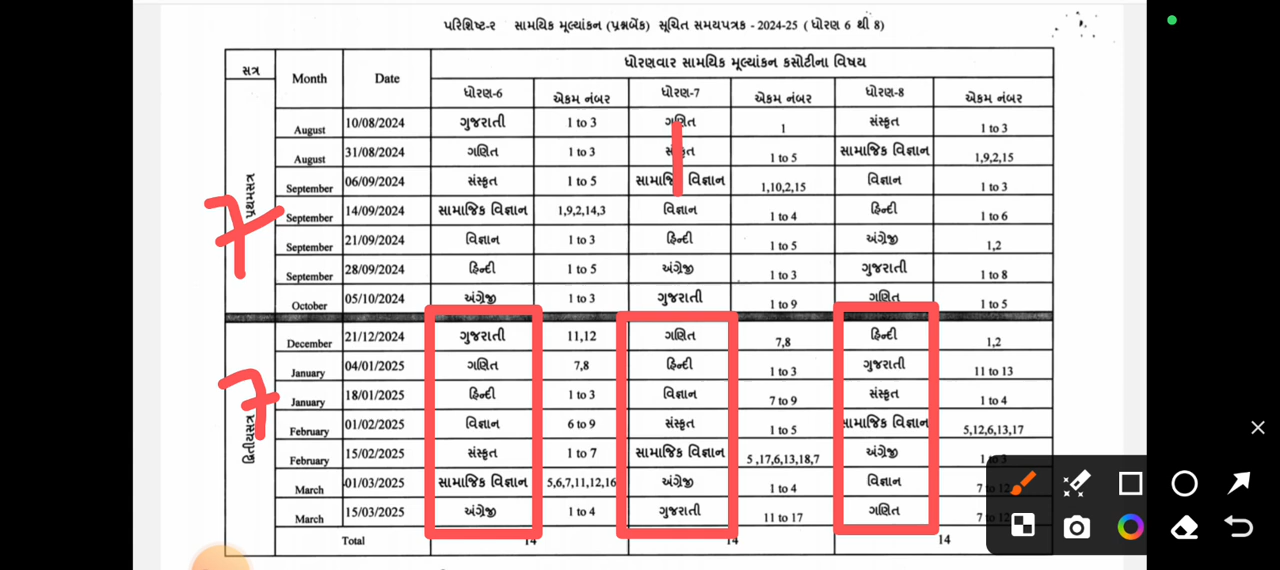 પરિશિષ્ટ-૨ સામયિક મૂલ્યાંકન (પ્રશ્નબેંક) સૂચિત સમયપત્રક - 2024-25 ( ધોરણ 6 થી 8)
સત્ર Month Date ધોરણવાર સામયિક મૂલ્યાંકન કસોટીના વિષય
ધોરણ-6 એકમ નંબર ધોરણ-7 એકમ નંબર ધોરણ-8 એકમ નંબર
પ્રથમસત્ર
August 10/08/2024 ગુજરાતી 1 to 3 ગણિત 1 સંસ્કૃત 1 to 3
August 31/08/2024 ગણિત 1 to 3 સંસ્કૃત 1 to 5 સામાજિક વિજ્ઞાન 1,9,2,15
September 06/09/2024 સંસ્કૃત 1 to 5 સામાજિક વિજ્ઞાન 1,10,2,15 વિજ્ઞાન 1 to 3
September 14/09/2024 સામાજિક વિજ્ઞાન 1,9,2,14,3 વિજ્ઞાન 1 to 4 હિન્દી 1 to 6
September 21/09/2024 વિજ્ઞાન 1 to 3 હિન્દી 1 to 5 અંગ્રેજી 1,2
September 28/09/2024 હિન્દી 1 to 5 અંગ્રેજી 1 to 3 ગુજરાતી 1 to 8
October 05/10/2024 અંગ્રેજી 1 to 3 ગુજરાતી 1 to 9 ગણિત 1 to 5
7
દ્વિતીયસત્ર
December 21/12/2024 ગુજરાતી 11,12 ગણિત 7,8 હિન્દી 1,2
January 04/01/2025 ગણિત 7,8 હિન્દી 1 to 3 ગુજરાતી 11 to 13
January 18/01/2025 હિન્દી 1 to 3 વિજ્ઞાન 7 to 9 સંસ્કૃત 1 to 4
February 01/02/2025 વિજ્ઞાન 6 to 9 સંસ્કૃત 1 to 5 સામાજિક વિજ્ઞાન 5,12,6,13,17
February 15/02/2025 સંસ્કૃત 1 to 7 સામાજિક વિજ્ઞાન 5 ,17,6,13,18,7 અંગ્રેજી 1 to 3
March 01/03/2025 સામાજિક વિજ્ઞાન 5,6,7,11,12,16 અંગ્રેજી 1 to 4 વિજ્ઞાન 7 to 12
March 15/03/2025 અંગ્રેજી 1 to 4 ગુજરાતી 11 to 17 ગણિત 7 to 12
7
Total 14 14 14